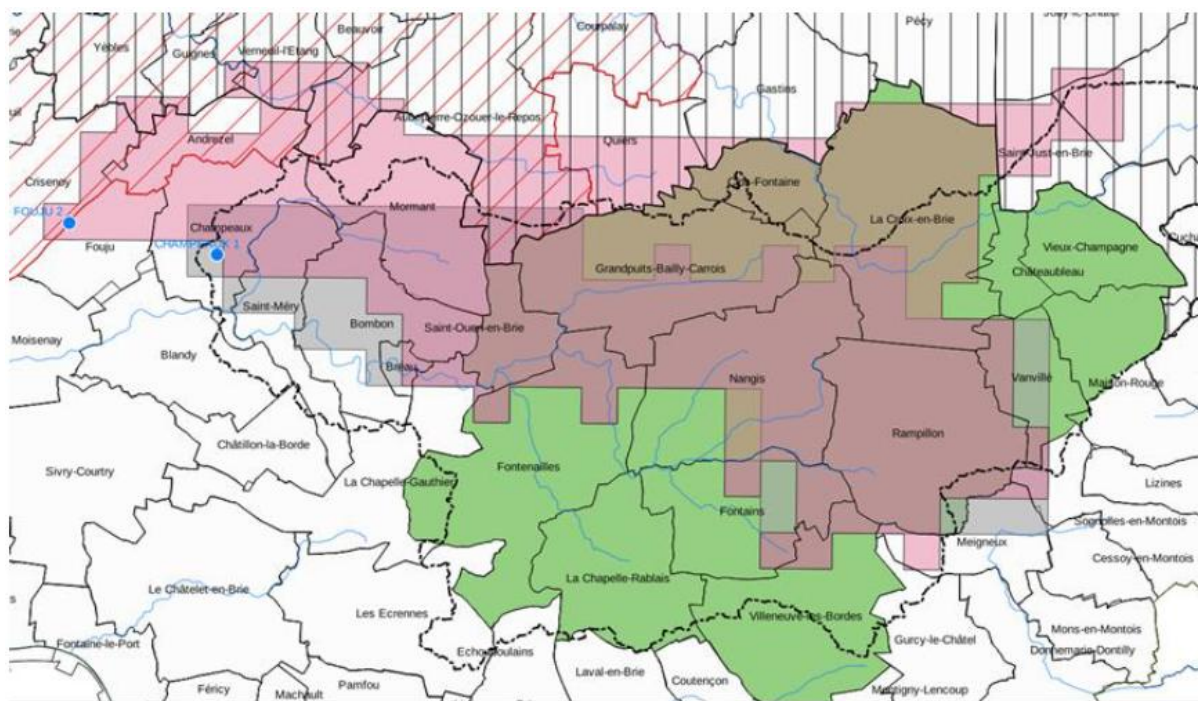 Pécy
Yèbles
Guignes
Verneuil-l'Etang
Beauvoir
Courpalay
Gastins
Aubepierre-Ozouer-le-Repos
Andrezel
Quiers
Saint-Just-en-Brie
Crisenoy
FOUJU 2
Mormant
La Croix-en-Brie
Champeaux
CHAMPEAUX 1
Fouju
Vieux-Champagne
Châteaubleau
Grandpuits-Bailly-Carrois
Saint-Méry
Bombon
Saint-Ouen-en-Brie
Moisenay
Blandy
Bréau
Nangis
Vanvillé
Maison-Rouge
Rampillon
Châtillon-la-Borde
Sivry-Courtry
Fontenailles
La Chapelle-Gauthier
Lizines
Fontains
Sognolles-en-Montois
Meigneux
Cessoy-en-Montois
La Chapelle-Rablais
Le Châtelet-en-Brie
Les Ecrennes
Villeneuve-les-Bordes
Mons-en-Montois
Fontaine-le-Port
Gurcy-le-Châtel
Donnemarie-Dontilly
Echouboulains
Laval-en-Brie
Coutençon
Féricy
Machault
Pamfou
Montigny-Lencoup